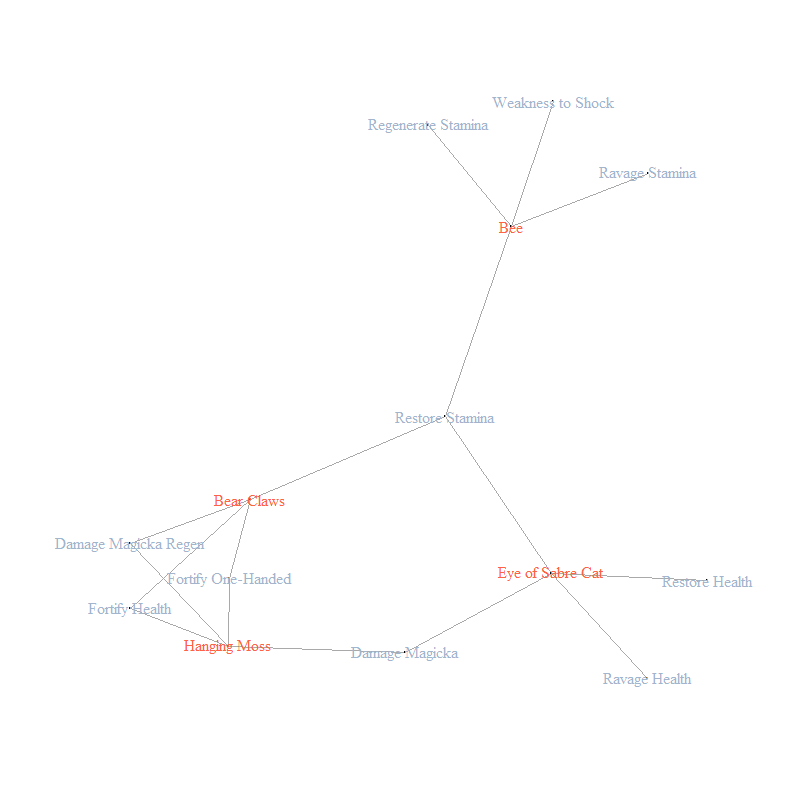 Weakness to Shock
Regenerate Stamina
Ravage Stamina
Bee
Restore Stamina
Bear Claws
Damage Magicka Regen
Eye of Sabre Cat
Fortify One-Handed
Restore Health
Fortify Health
Hanging Moss
Damage Magicka
Ravage Health